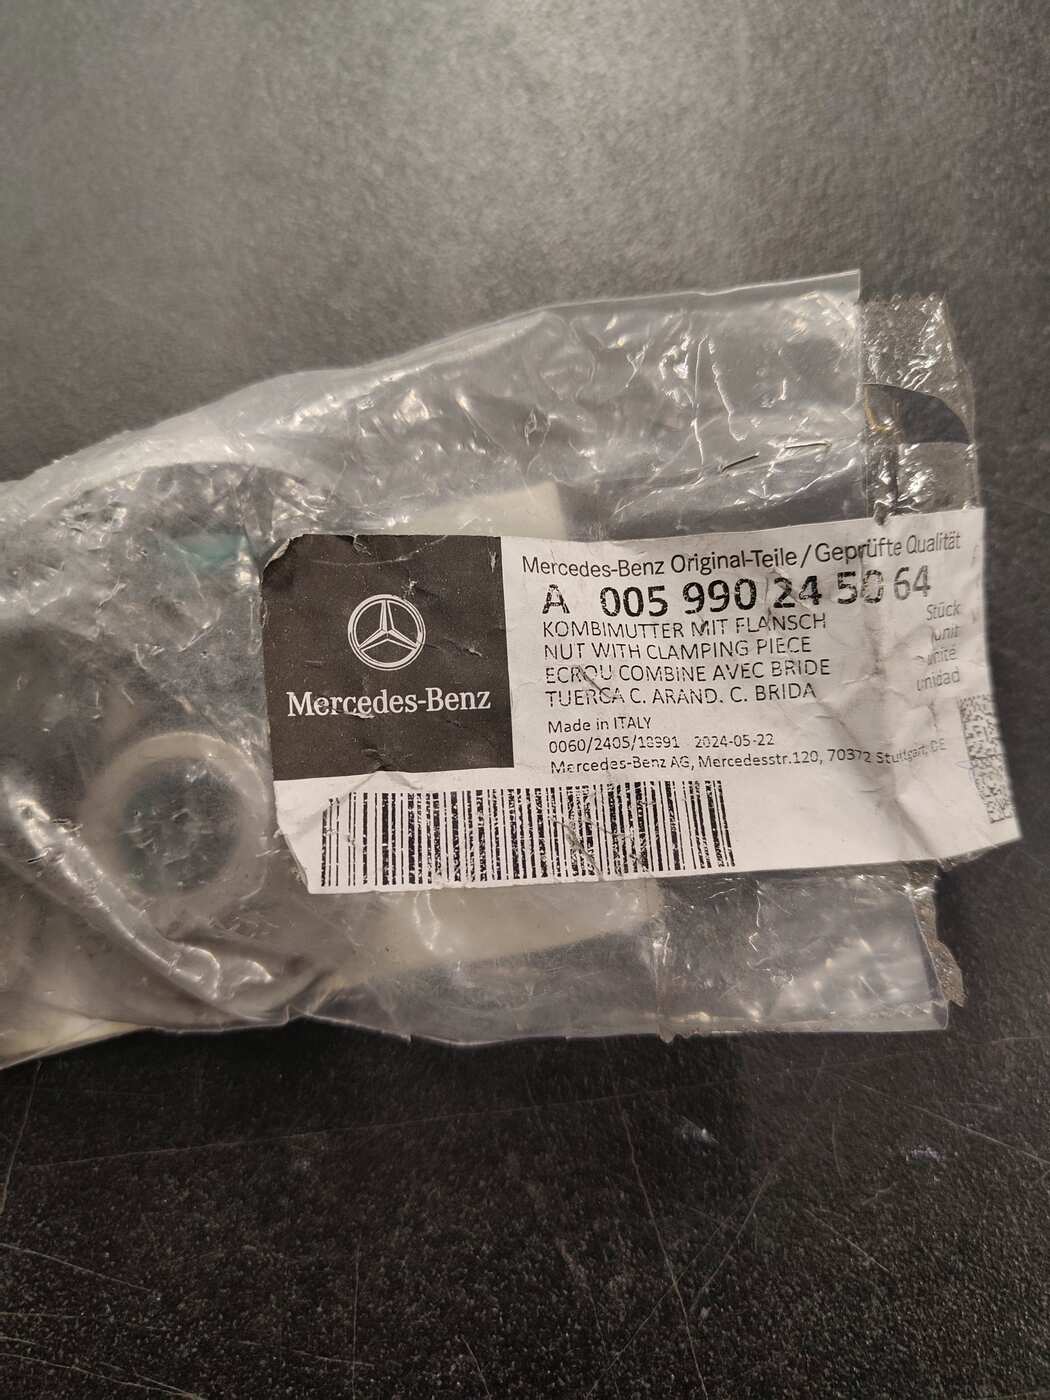 Mercedes-Benz
Mercedes-Benz Original-Teile/Geprüfte Qualität
A 005 990 24 50 64
KOMBIMUTTER MIT FLANSCH
NUT WITH CLAMPING PIECE
ECROU COMBINE AVEC BRIDE
TUERCA C. ARAND. C. BRIDA
Stück
unit
unité
unidad
Made in ITALY
0060/2405/18991 2024-05-22
Mercedes-Benz AG, Mercedesstr.120, 70372 Stuttgart, DE